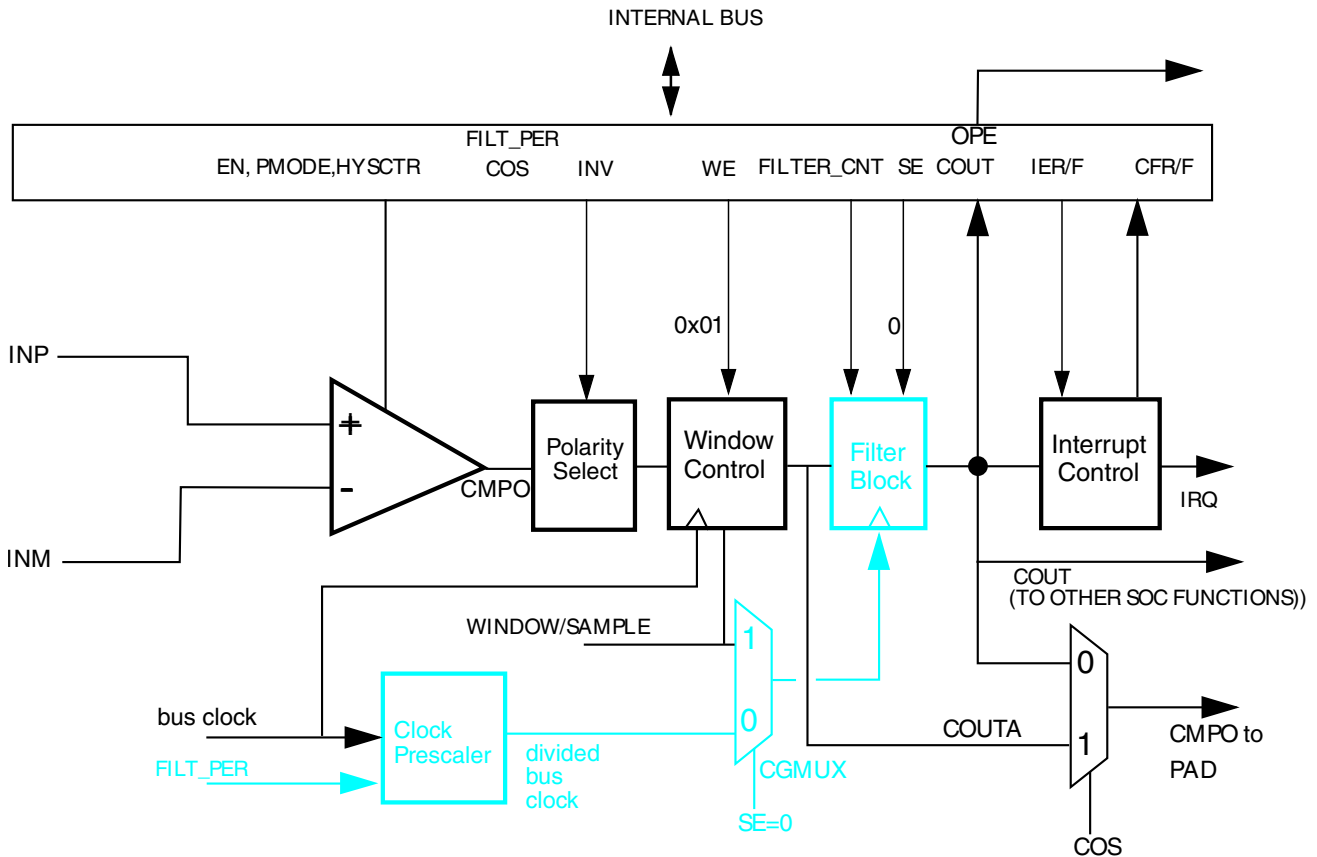 INTERNAL BUS
FILT_PER
OPE
EN, PMODE,HYSCTR
COS
INV
WE
FILTER_CNT
SE
COUT
IER/F
CFR/F
0x01
0
INP
+
-
INM
CMPO
Polarity
Select
Window
Control
Filter
Block
Interrupt
Control
IRQ
COUT
(TO OTHER SOC FUNCTIONS))
WINDOW/SAMPLE
1
0
bus clock
FILT_PER
Clock
Prescaler
divided
bus
clock
CGMUX
SE=0
COUTA
0
1
CMPO to
PAD
COS